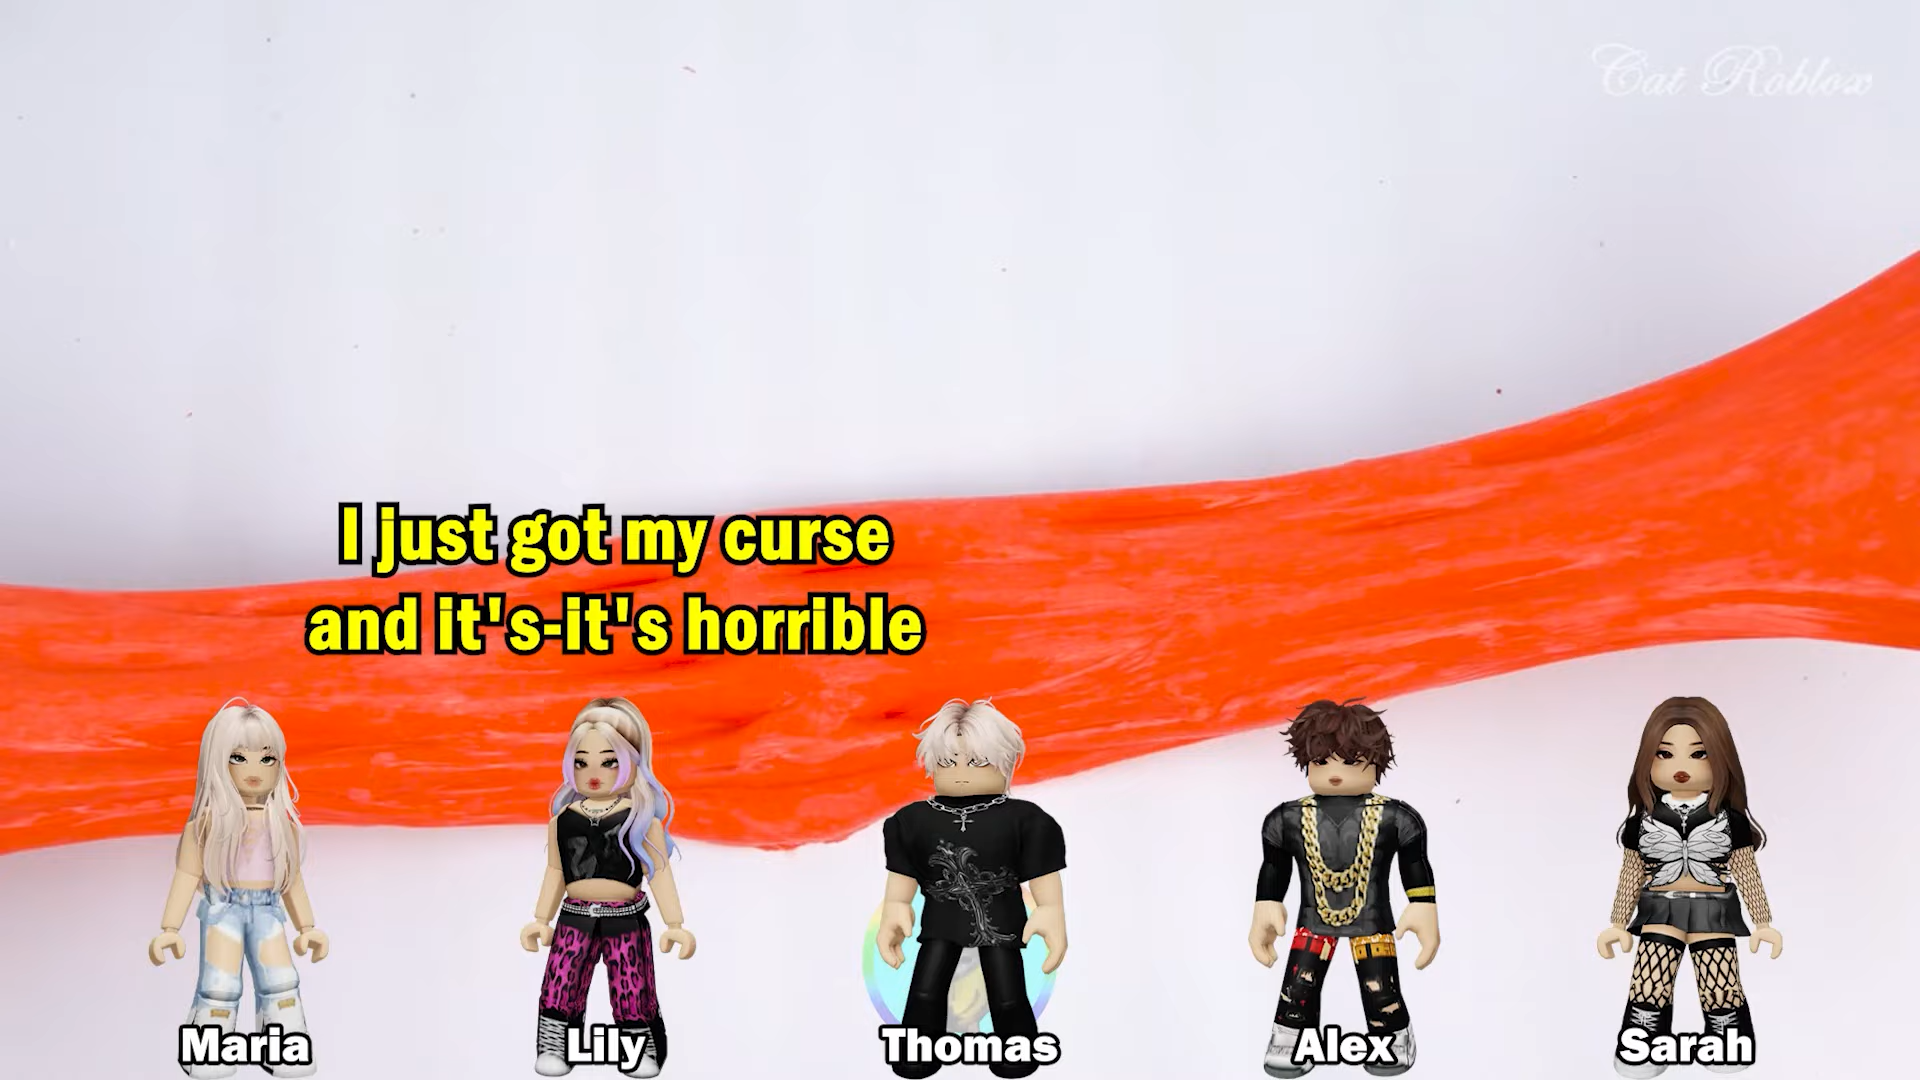 Cat Roblox
I just got my curse
and it's-it's horrible
Maria
Lily
Thomas
Alex
Sarah